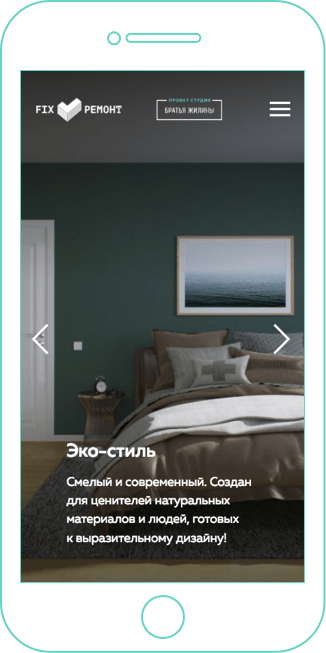 FIX РЕМОНТ
ПРОЕКТ СТУДИИ
БРАТЬЯ ЖИЛИНЫ
Эко-стиль
Смелый и современный. Создан
для ценителей натуральных
материалов и людей, готовых
к выразительному дизайну!